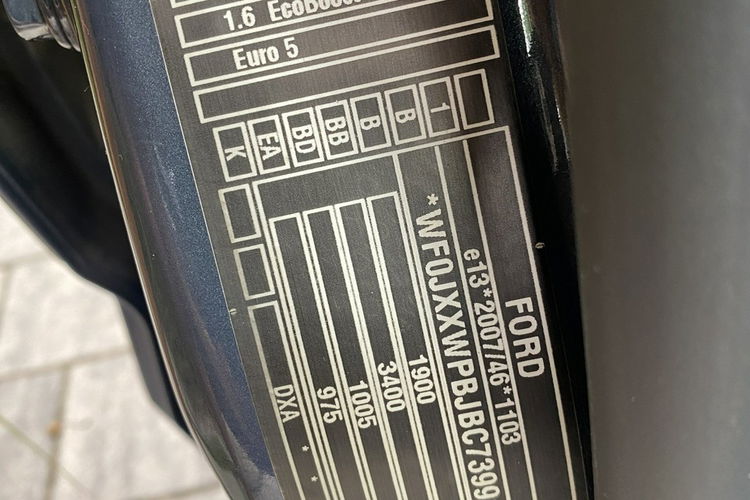 1.6
Euro 5
K EA BD BB B B 1
FORD
e13*2007/46*1103
*WF0JXXWPBJBC7399
1900
3400
1005
975
DXA
* *